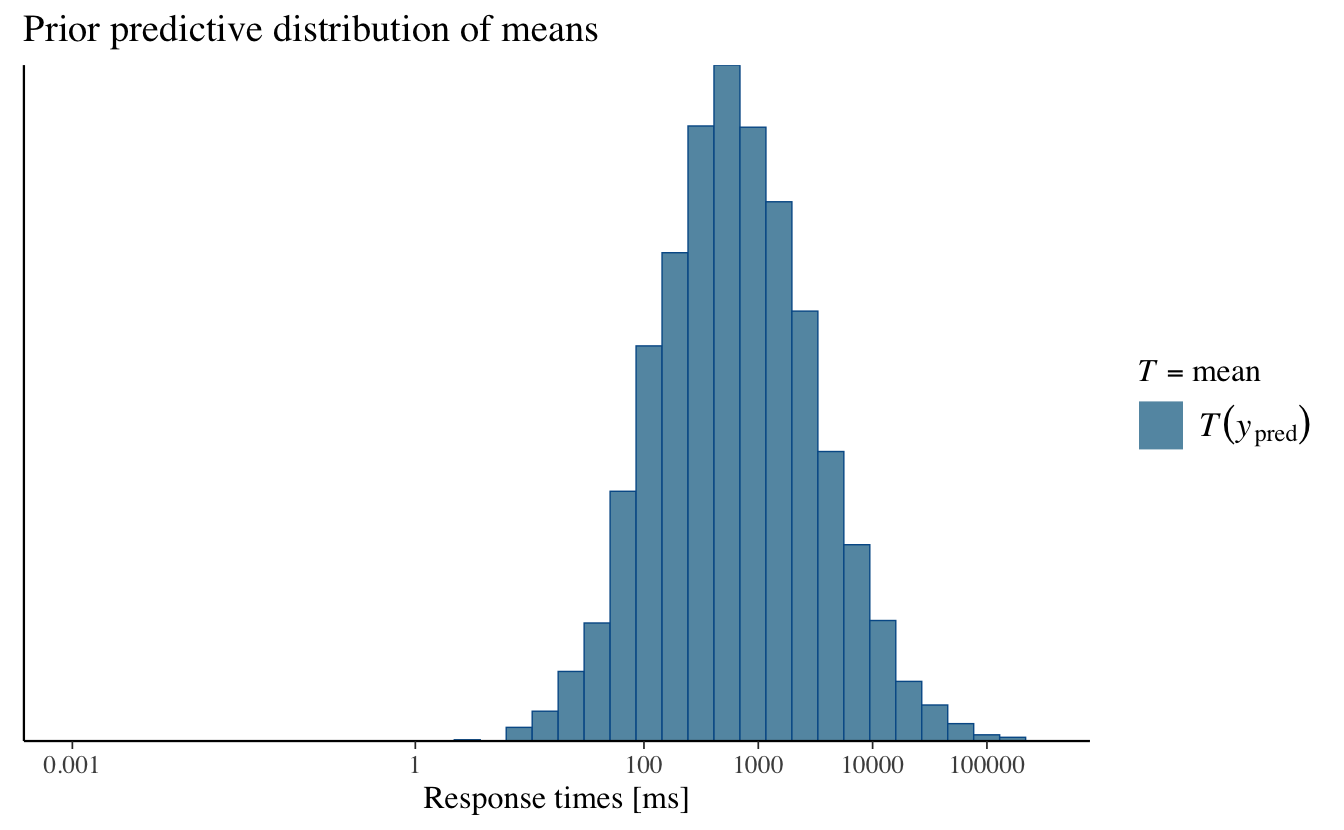 Prior predictive distribution of means
T = mean
T(y_pred)
0.001 1 100 1000 10000 100000
Response times [ms]